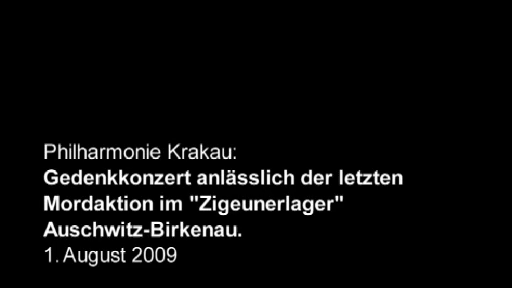 Philharmonie Krakau:
Gedenkkonzert anlässlich der letzten
Mordaktion im "Zigeunerlager"
Auschwitz-Birkenau.
1. August 2009